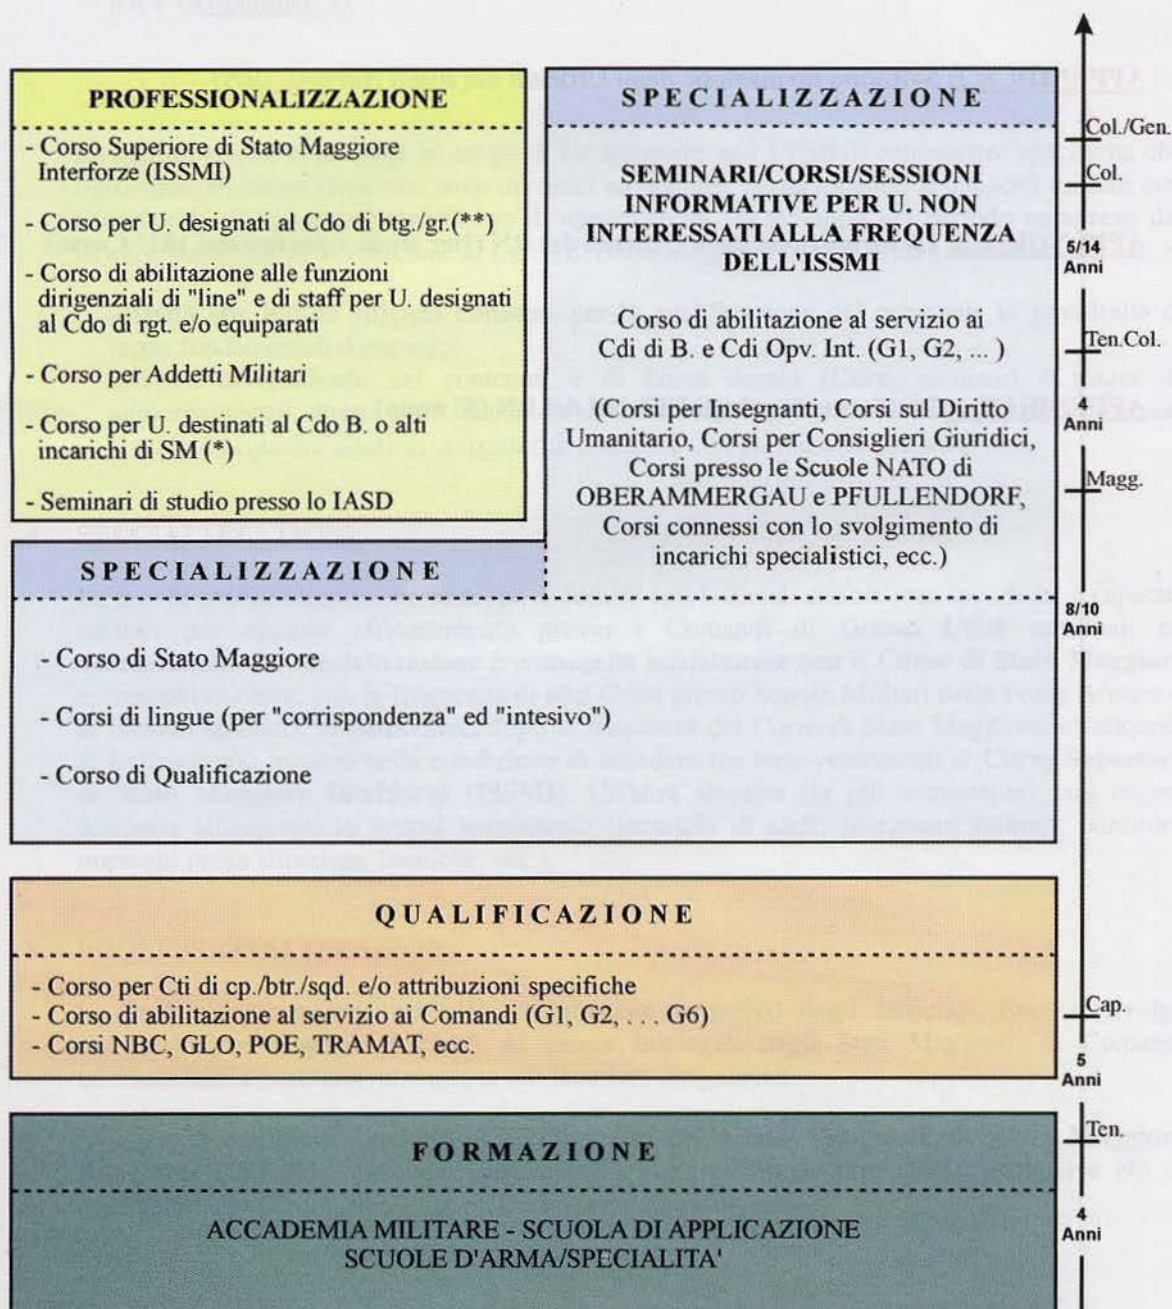 PROFESSIONALIZZAZIONE
- Corso Superiore di Stato Maggiore
Interforze (ISSMI)
- Corso per U. designati al Cdo di btg./gr.(**)
- Corso di abilitazione alle funzioni
dirigenziali di "line" e di staff per U. designati
al Cdo di rgt. e/o equiparati
- Corso per Addetti Militari
- Corso per U. destinati al Cdo B. o alti
incarichi di SM (*)
- Seminari di studio presso lo IASD
SPECIALIZZAZIONE
SEMINARI/CORSI/SESSIONI
INFORMATIVE PER U. NON
INTERESSATI ALLA FREQUENZA
DELL'ISSMI
Corso di abilitazione al servizio ai
Cdi di B. e Cdi Opv. Int. (G1, G2, ... )
(Corsi per Insegnanti, Corsi sul Diritto
Umanitario, Corsi per Consiglieri Giuridici,
Corsi presso le Scuole NATO di
OBERAMMERGAU e PFULLENDORF,
Corsi connessi con lo svolgimento di
incarichi specialistici, ecc.)
SPECIALIZZAZIONE
- Corso di Stato Maggiore
- Corsi di lingue (per "corrispondenza" ed "intesivo")
- Corso di Qualificazione
QUALIFICAZIONE
- Corso per Cti di cp./btr./sqd. e/o attribuzioni specifiche
- Corso di abilitazione al servizio ai Comandi (G1, G2, . . . G6)
- Corsi NBC, GLO, POE, TRAMAT, ecc.
FORMAZIONE
ACCADEMIA MILITARE - SCUOLA DI APPLICAZIONE
SCUOLE D'ARMA/SPECIALITA'
Col./Gen.
Col.
5/14
Anni
Ten.Col.
4
Anni
Magg.
8/10
Anni
Cap.
5
Anni
Ten.
4
Anni